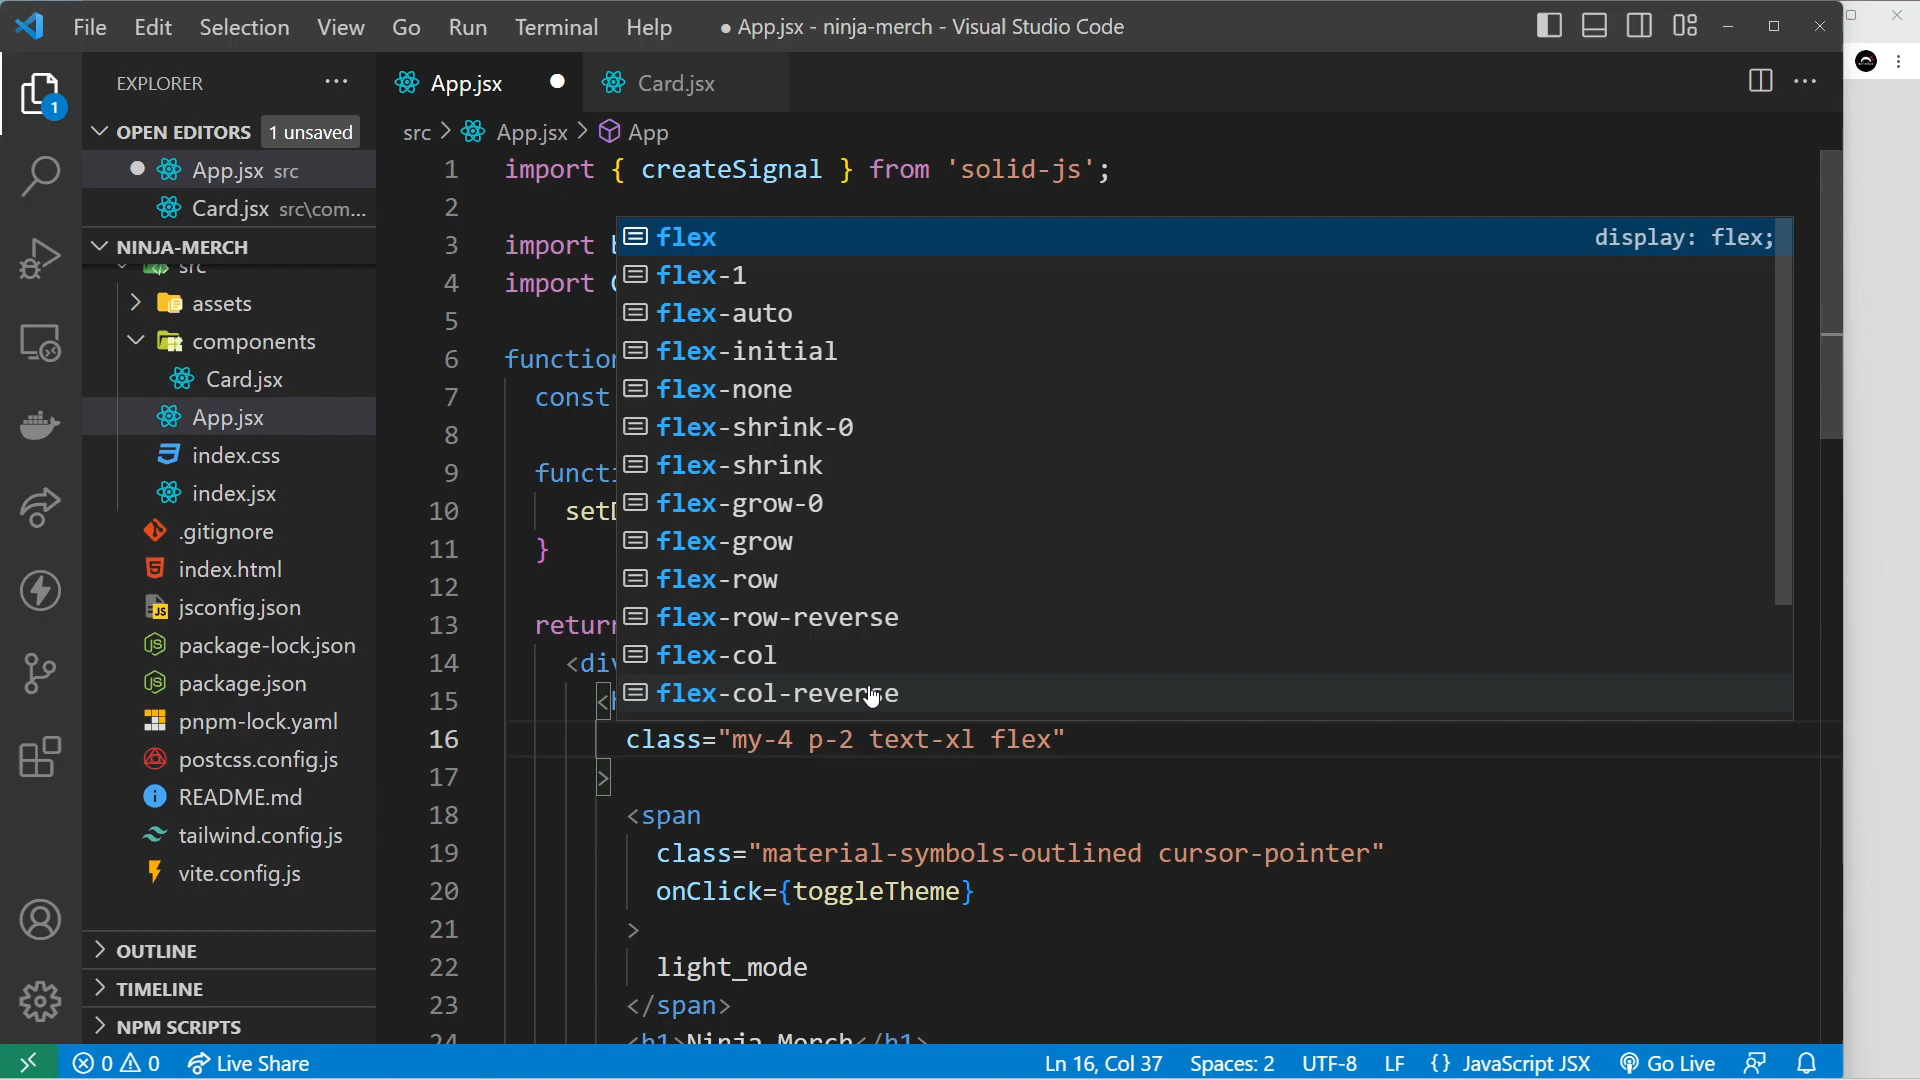 File Edit Selection View Go Run Terminal Help
● App.jsx - ninja-merch - Visual Studio Code
EXPLORER
App.jsx
Card.jsx
1
OPEN EDITORS
1 unsaved
App.jsx src
Card.jsx src\com...
NINJA-MERCH
src
assets
components
Card.jsx
App.jsx
index.css
index.jsx
.gitignore
index.html
jsconfig.json
package-lock.json
package.json
pnpm-lock.yaml
postcss.config.js
README.md
tailwind.config.js
vite.config.js
OUTLINE
TIMELINE
NPM SCRIPTS
src > App.jsx > App
1 import { createSignal } from 'solid-js';
2
3 import
4 import
5
6 function
7 const
8
9 functi
10 set
11 }
12
13 return
14 <div
15 <
16 class="my-4 p-2 text-xl flex"
17 >
18 <span
19 class="material-symbols-outlined cursor-pointer"
20 onClick={toggleTheme}
21 >
22 light_mode
23 </span>
24 <h1>Ninja Merch</h1>
flex display: flex;
flex-1
flex-auto
flex-initial
flex-none
flex-shrink-0
flex-shrink
flex-grow-0
flex-grow
flex-row
flex-row-reverse
flex-col
flex-col-reverse
0 0 Live Share
Ln 16, Col 37 Spaces: 2 UTF-8 LF {} JavaScript JSX Go Live